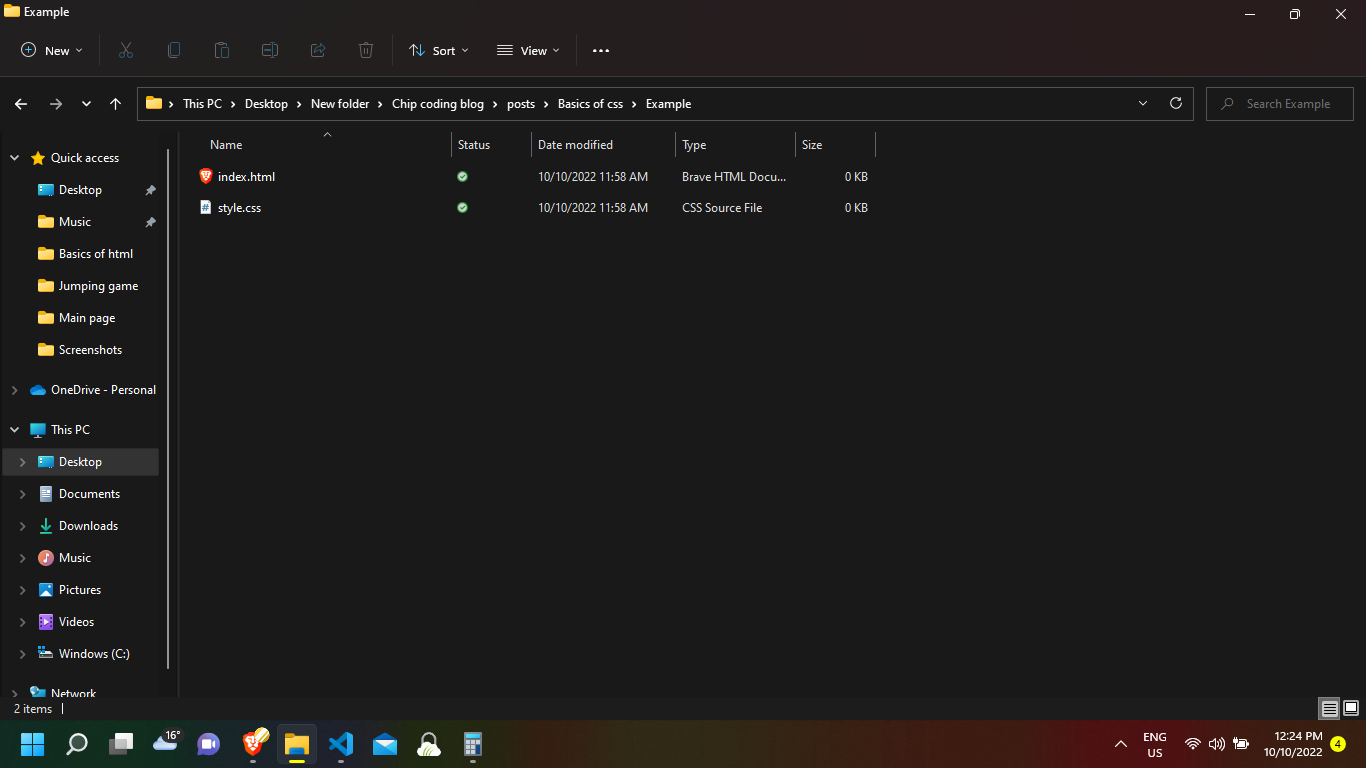 Example
New
Sort
View
This PC
Desktop
New folder
Chip coding blog
posts
Basics of css
Example
Search Example
Name
Status
Date modified
Type
Size
index.html
10/10/2022 11:58 AM
Brave HTML Docu...
0 KB
style.css
10/10/2022 11:58 AM
CSS Source File
0 KB
Quick access
Desktop
Music
Basics of html
Jumping game
Main page
Screenshots
OneDrive - Personal
This PC
Desktop
Documents
Downloads
Music
Pictures
Videos
Windows (C:)
Network
2 items
16°
ENG
US
12:24 PM
10/10/2022
4